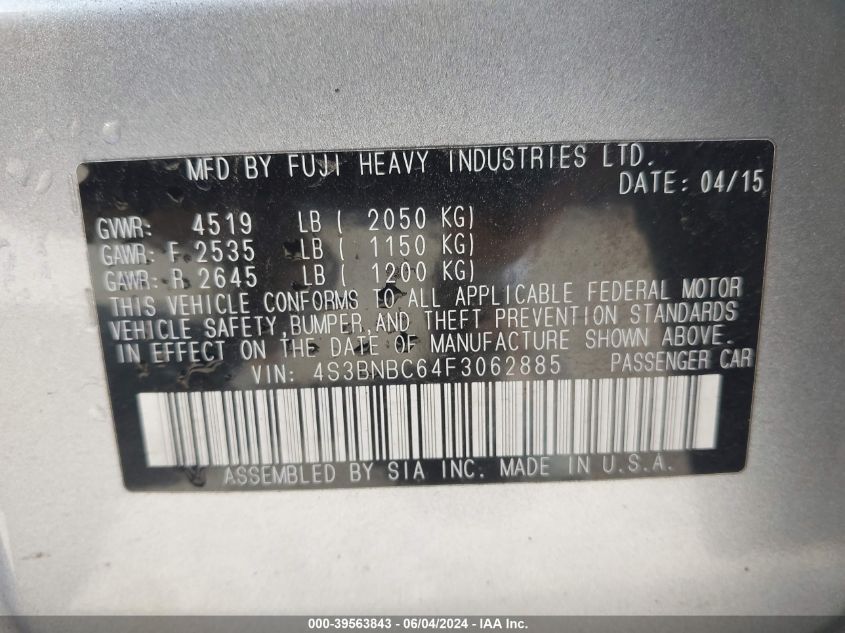 MFD BY FUJI HEAVY INDUSTRIES LTD.
DATE: 04/15
GVWR: 4519 LB ( 2050 KG)
GAWR: F 2535 LB ( 1150 KG)
GAWR: R 2645 LB ( 1200 KG)
THIS VEHICLE CONFORMS TO ALL APPLICABLE FEDERAL MOTOR
VEHICLE SAFETY, BUMPER, AND THEFT PREVENTION STANDARDS
IN EFFECT ON THE DATE OF MANUFACTURE SHOWN ABOVE.
VIN: 4S3BNBC64F3062885 PASSENGER CAR
ASSEMBLED BY SIA INC. MADE IN U.S.A.
000-39563843 - 06/04/2024 - Copyright © 2024 IAA, Inc.